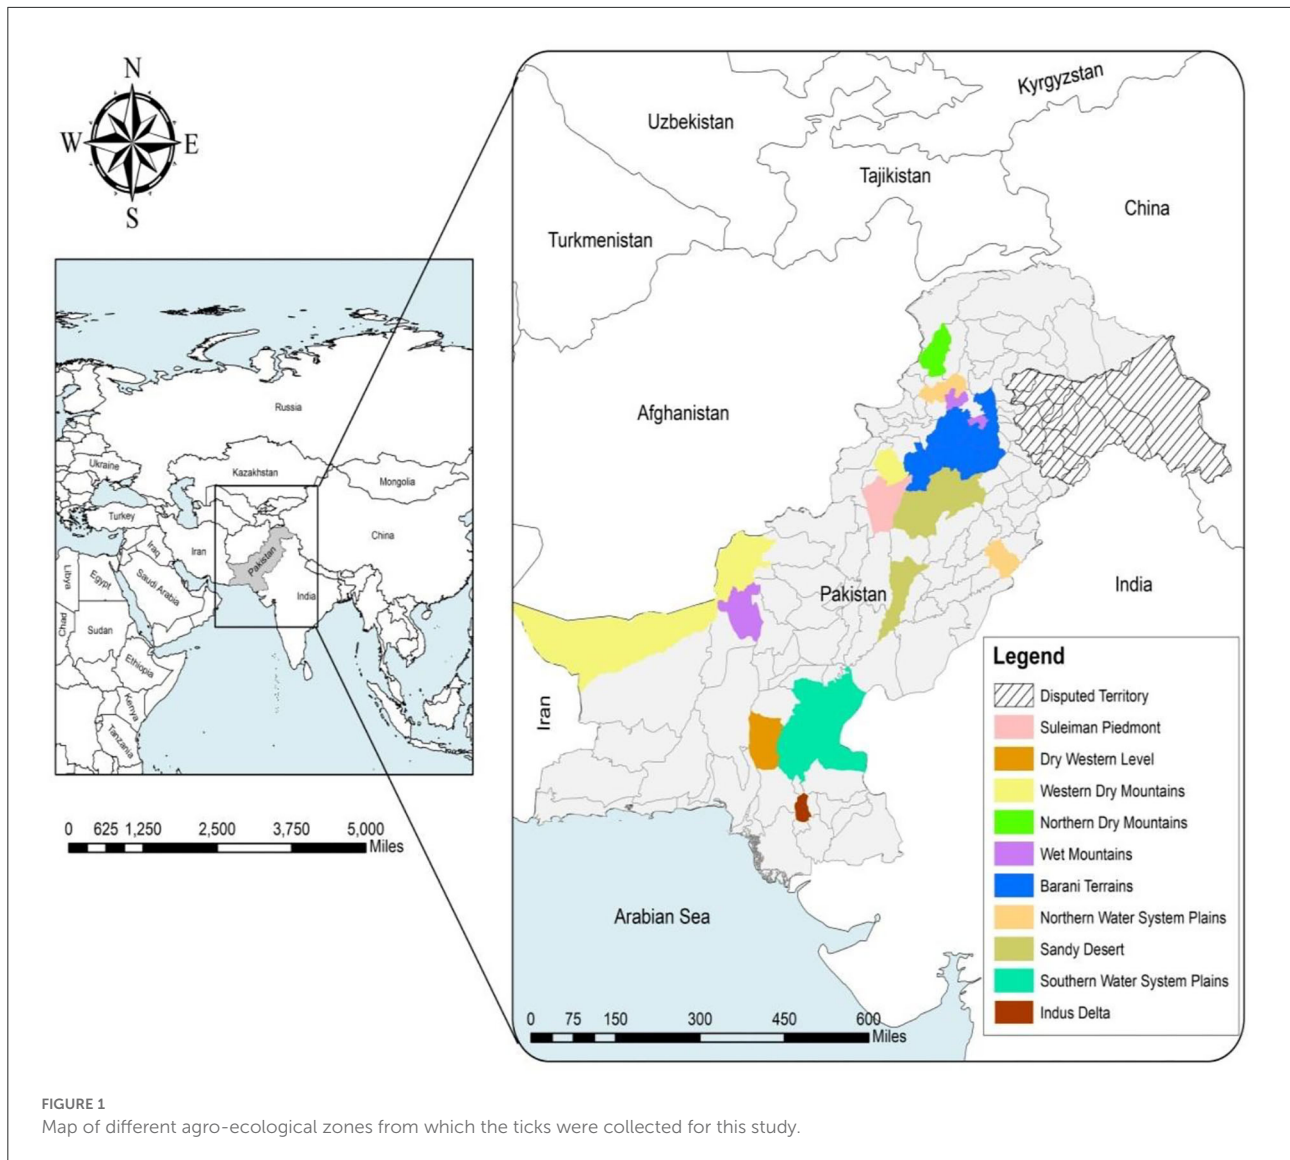 N
W
E
S
Russia
Ukraine
Kazakhstan
Mongolia
Turkey
China
Iraq
Iran
Pakistan
Libya
Egypt
Saudi Arabia
India
Chad
Sudan
Ethiopia
Kenya
Tanzania
0 625 1,250 2,500 3,750 5,000
Miles
Kyrgyzstan
Uzbekistan
Tajikistan
China
Turkmenistan
Afghanistan
Pakistan
India
Iran
Arabian Sea
Legend
Disputed Territory
Suleiman Piedmont
Dry Western Level
Western Dry Mountains
Northern Dry Mountains
Wet Mountains
Barani Terrains
Northern Water System Plains
Sandy Desert
Southern Water System Plains
Indus Delta
0 75 150 300 450 600
Miles
FIGURE 1
Map of different agro-ecological zones from which the ticks were collected for this study.